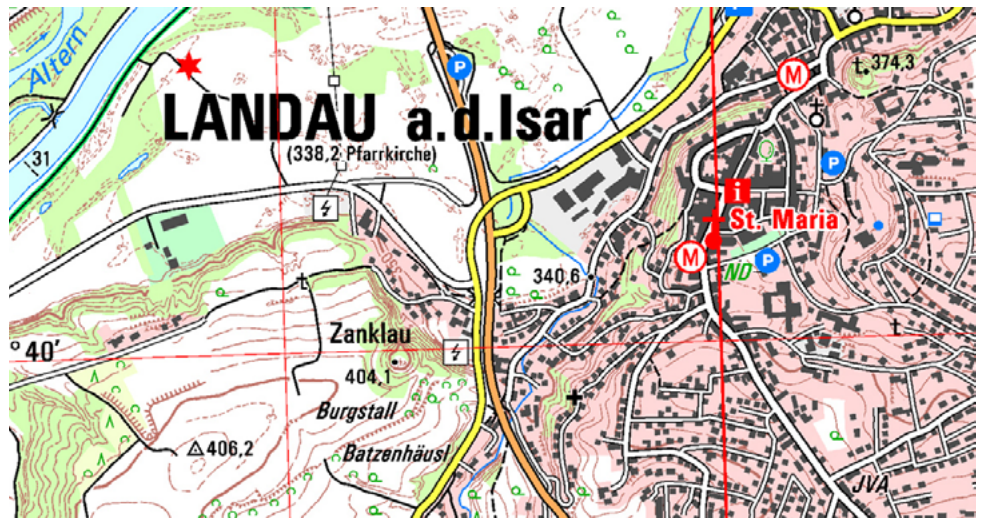 Altern
P
374,3
M
LANDAU a.d.Isar
(338,2 Pfarrkirche)
31
P
i
St. Maria
M
ND
P
340,6
350
Zanklau
40'
404,1
Burgstall
406,2
Batzenhäusl
JVA